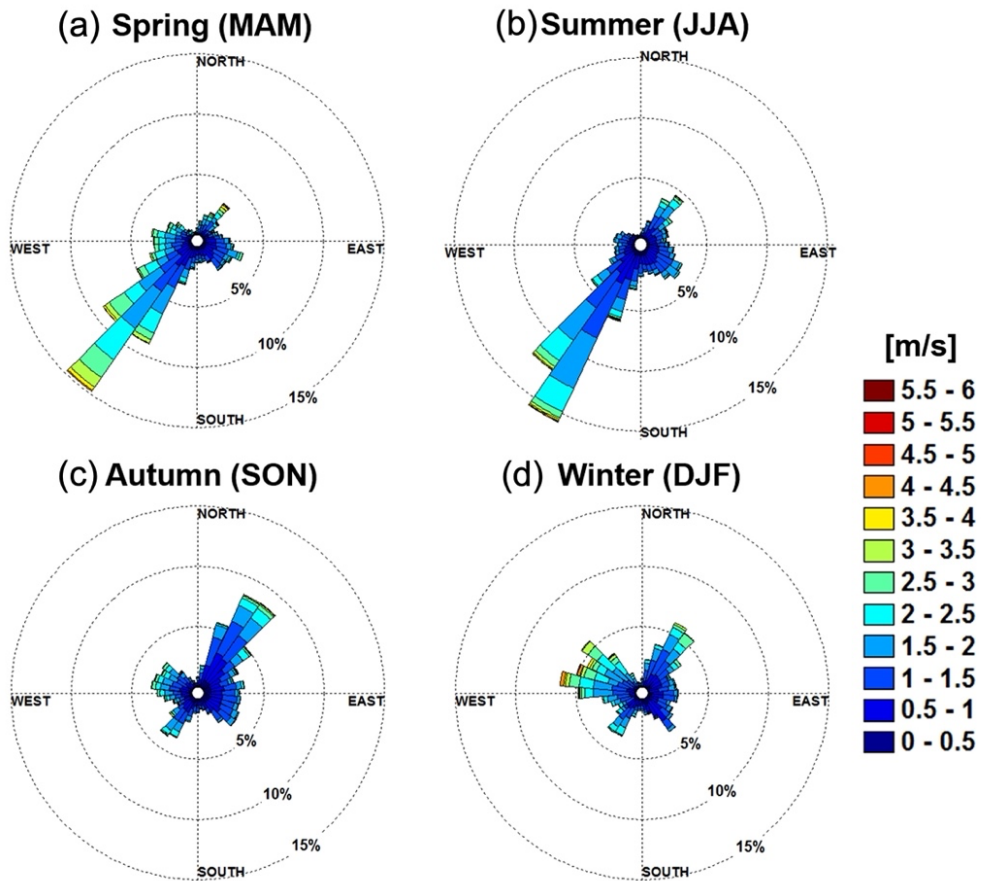 (a) Spring (MAM)
NORTH
WEST
EAST
5%
10%
15%
SOUTH
(b) Summer (JJA)
NORTH
WEST
EAST
5%
10%
15%
SOUTH
(c) Autumn (SON)
NORTH
WEST
EAST
5%
10%
15%
SOUTH
(d) Winter (DJF)
NORTH
WEST
EAST
5%
10%
15%
SOUTH
[m/s]
5.5 - 6
5 - 5.5
4.5 - 5
4 - 4.5
3.5 - 4
3 - 3.5
2.5 - 3
2 - 2.5
1.5 - 2
1 - 1.5
0.5 - 1
0 - 0.5